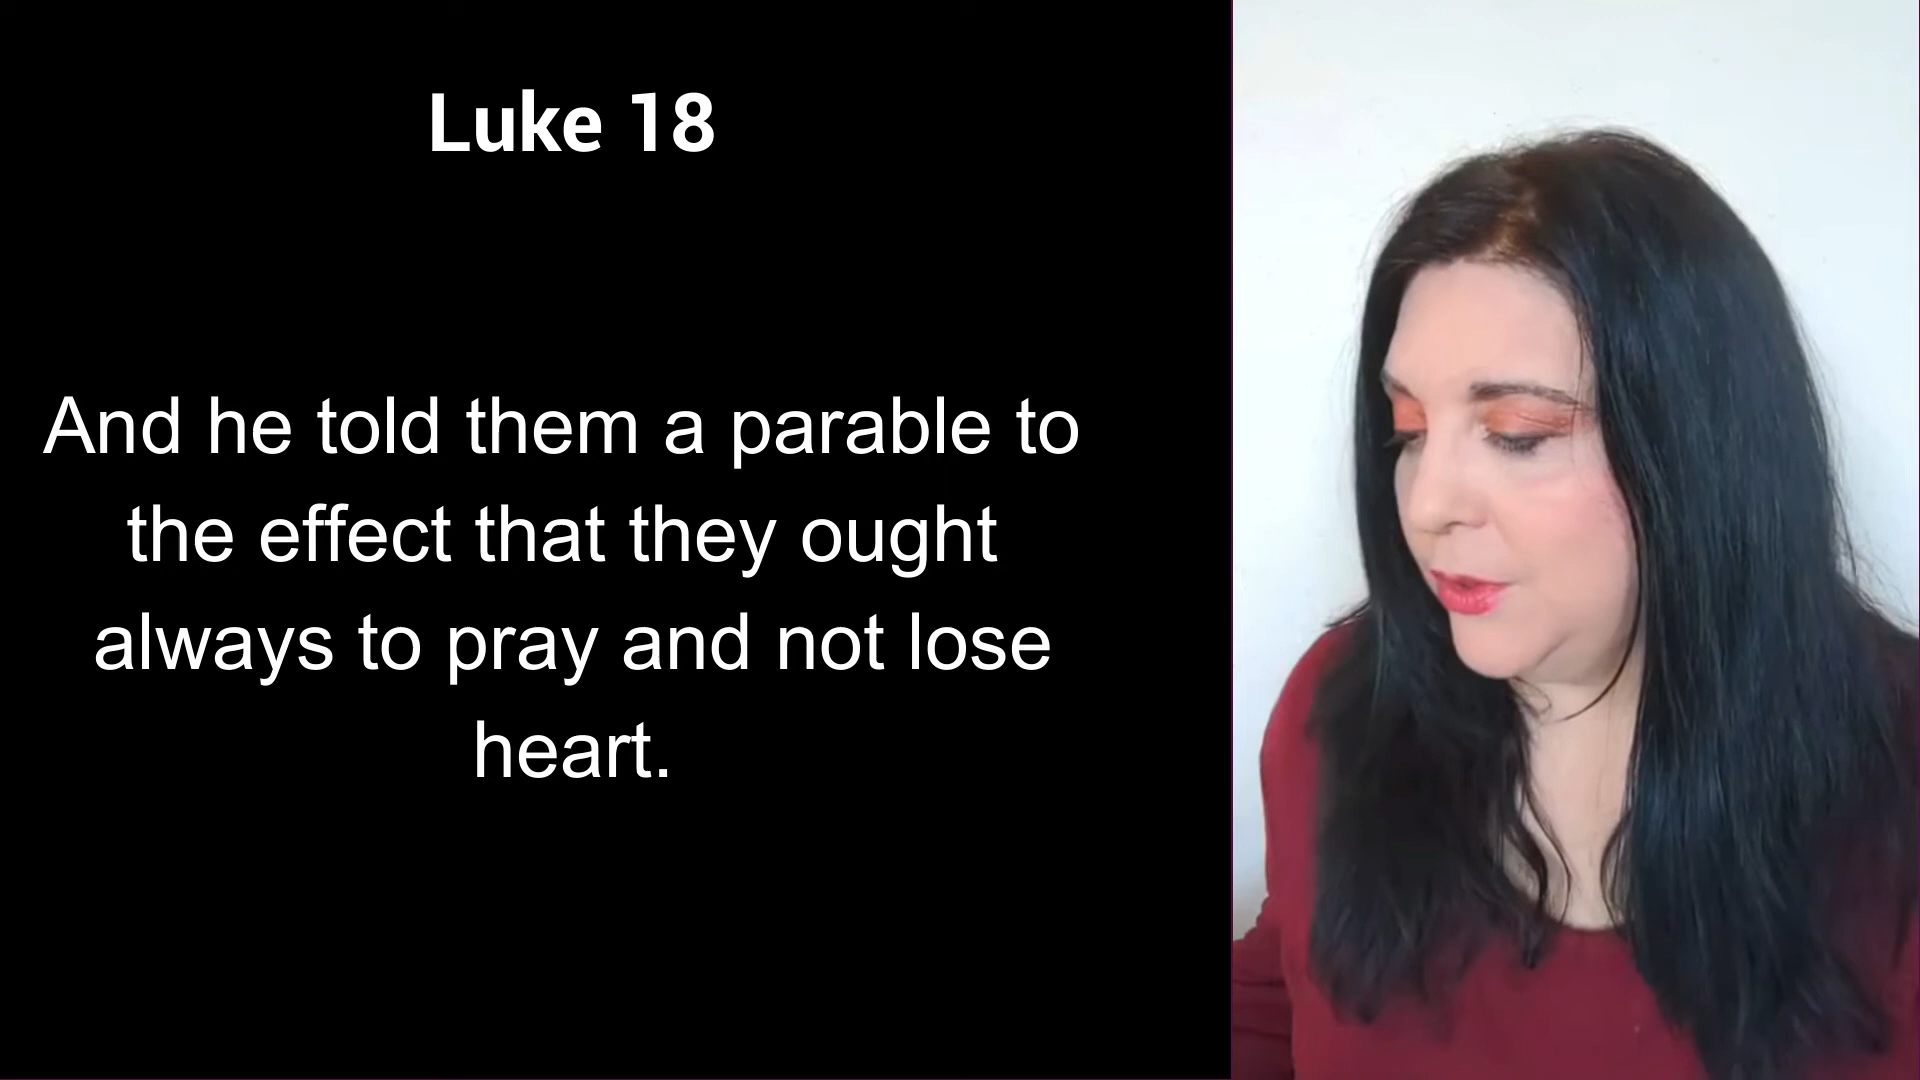 Luke 18
And he told them a parable to
the effect that they ought
always to pray and not lose
heart.